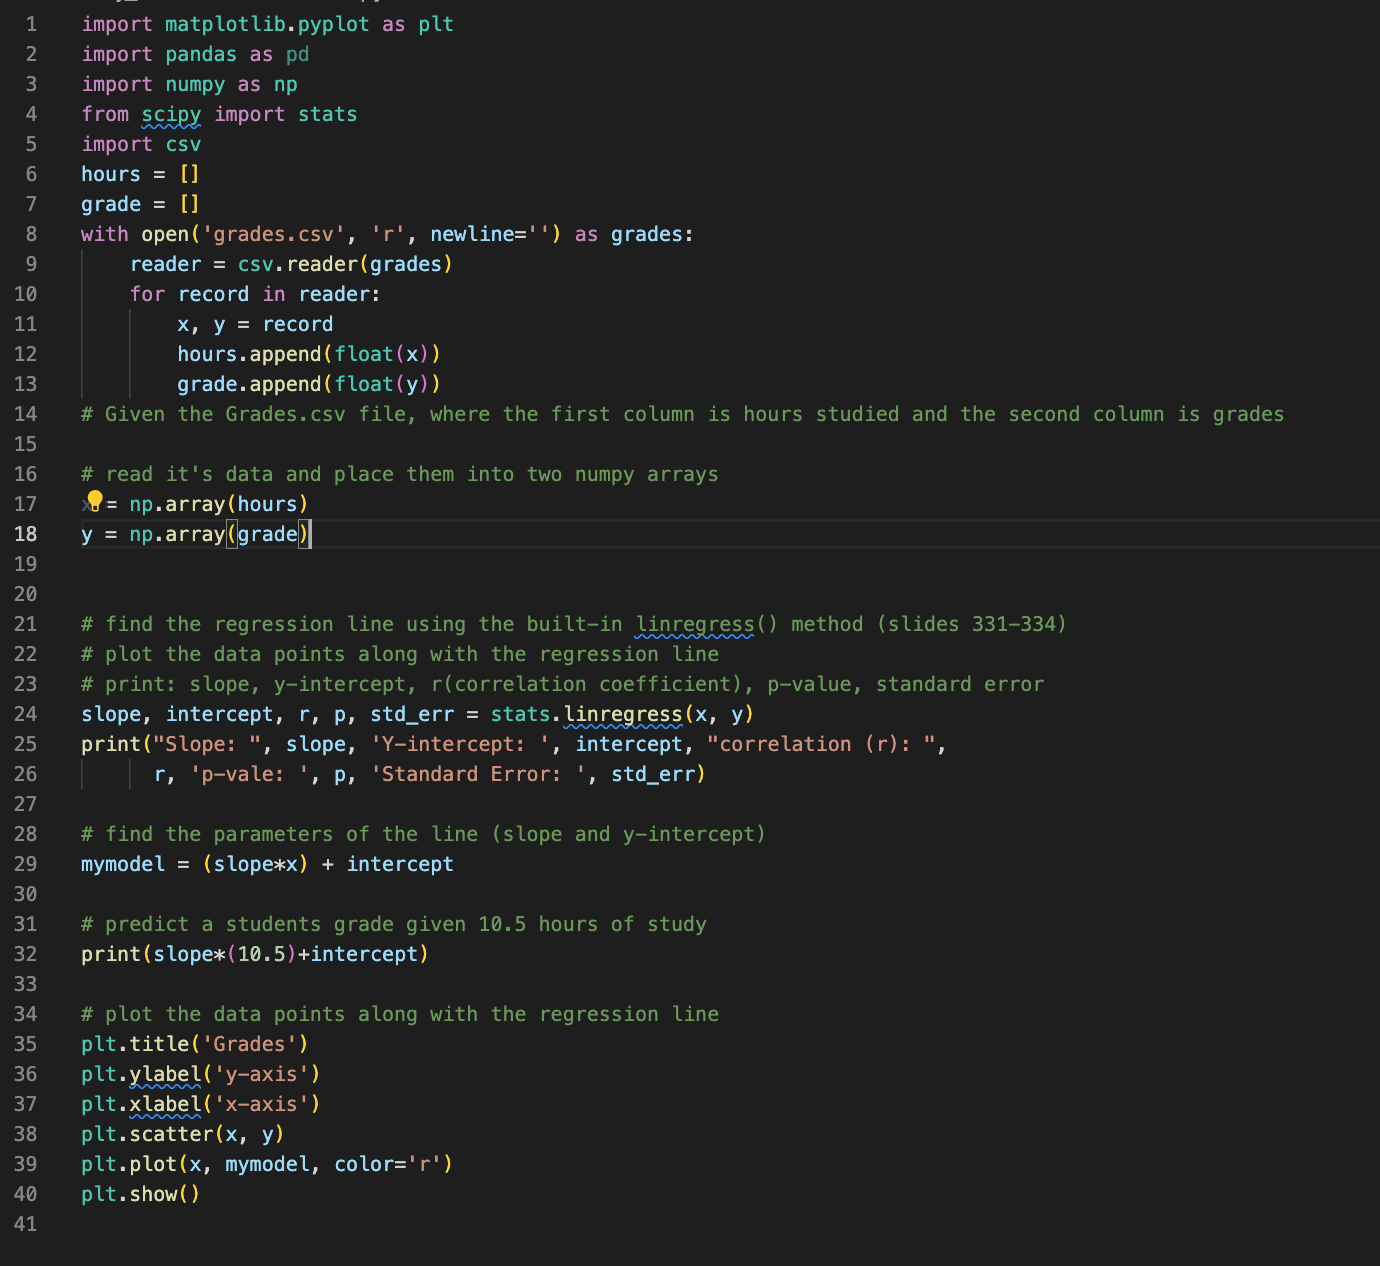 1 import matplotlib.pyplot as plt
2 import pandas as pd
3 import numpy as np
4 from scipy import stats
5 import csv
6 hours = []
7 grade = []
8 with open('grades.csv', 'r', newline='') as grades:
9     reader = csv.reader(grades)
10     for record in reader:
11         x, y = record
12         hours.append(float(x))
13         grade.append(float(y))
14 # Given the Grades.csv file, where the first column is hours studied and the second column is grades
15
16 # read it's data and place them into two numpy arrays
17 x = np.array(hours)
18 y = np.array(grade)
19
20
21 # find the regression line using the built-in linregress() method (slides 331-334)
22 # plot the data points along with the regression line
23 # print: slope, y-intercept, r(correlation coefficient), p-value, standard error
24 slope, intercept, r, p, std_err = stats.linregress(x, y)
25 print("Slope: ", slope, 'Y-intercept: ', intercept, "correlation (r): ",
26       r, 'p-vale: ', p, 'Standard Error: ', std_err)
27
28 # find the parameters of the line (slope and y-intercept)
29 mymodel = (slope*x) + intercept
30
31 # predict a students grade given 10.5 hours of study
32 print(slope*(10.5)+intercept)
33
34 # plot the data points along with the regression line
35 plt.title('Grades')
36 plt.ylabel('y-axis')
37 plt.xlabel('x-axis')
38 plt.scatter(x, y)
39 plt.plot(x, mymodel, color='r')
40 plt.show()
41